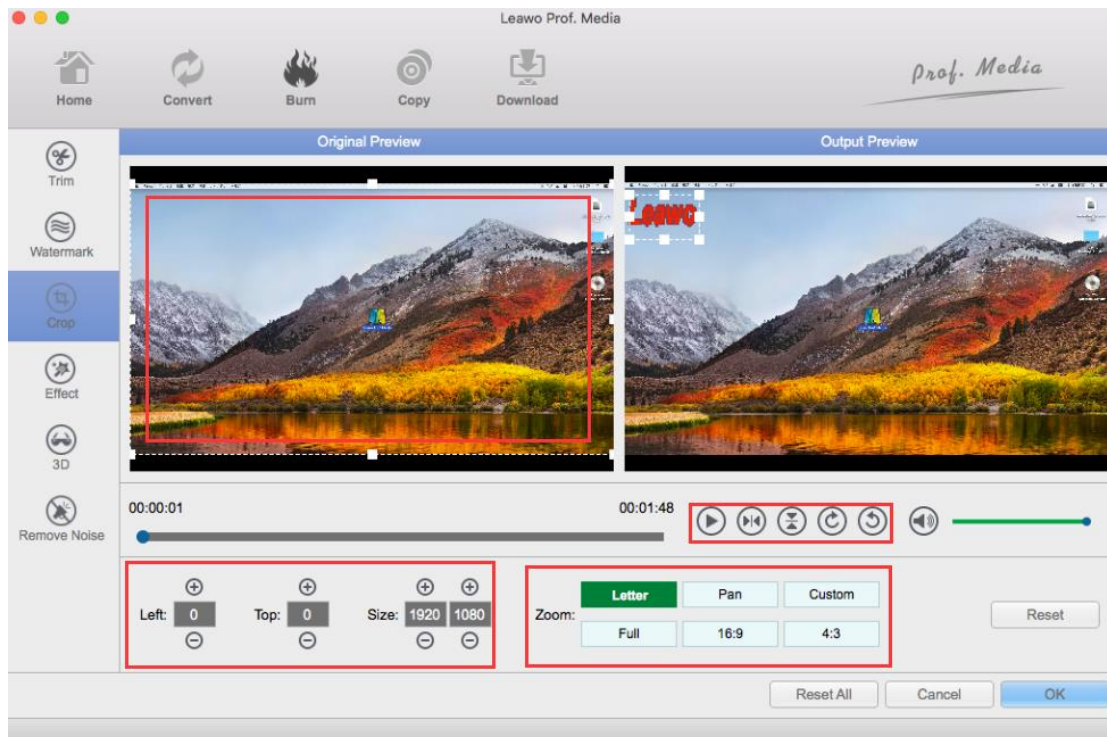 Leawo Prof. Media
Home Convert Burn Copy Download
Prof. Media
Original Preview Output Preview
Trim
Watermark
Crop
Effect
3D
Remove Noise
Leawo
00:00:01 00:01:48
Left: 0 Top: 0 Size: 1920 1080
Zoom: Letter Pan Custom
Full 16:9 4:3
Reset
Reset All Cancel OK